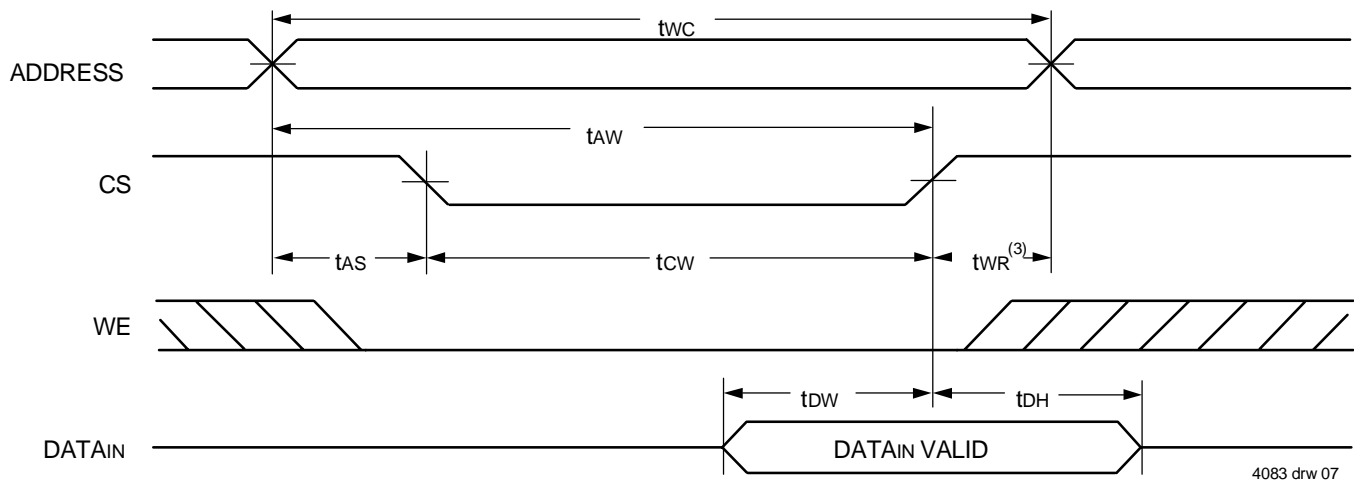 tWC
ADDRESS
tAW
CS
tAS
tCW
tWR(3)
WE
tDW
tDH
DATAIN
DATAIN VALID
4083 drw 07